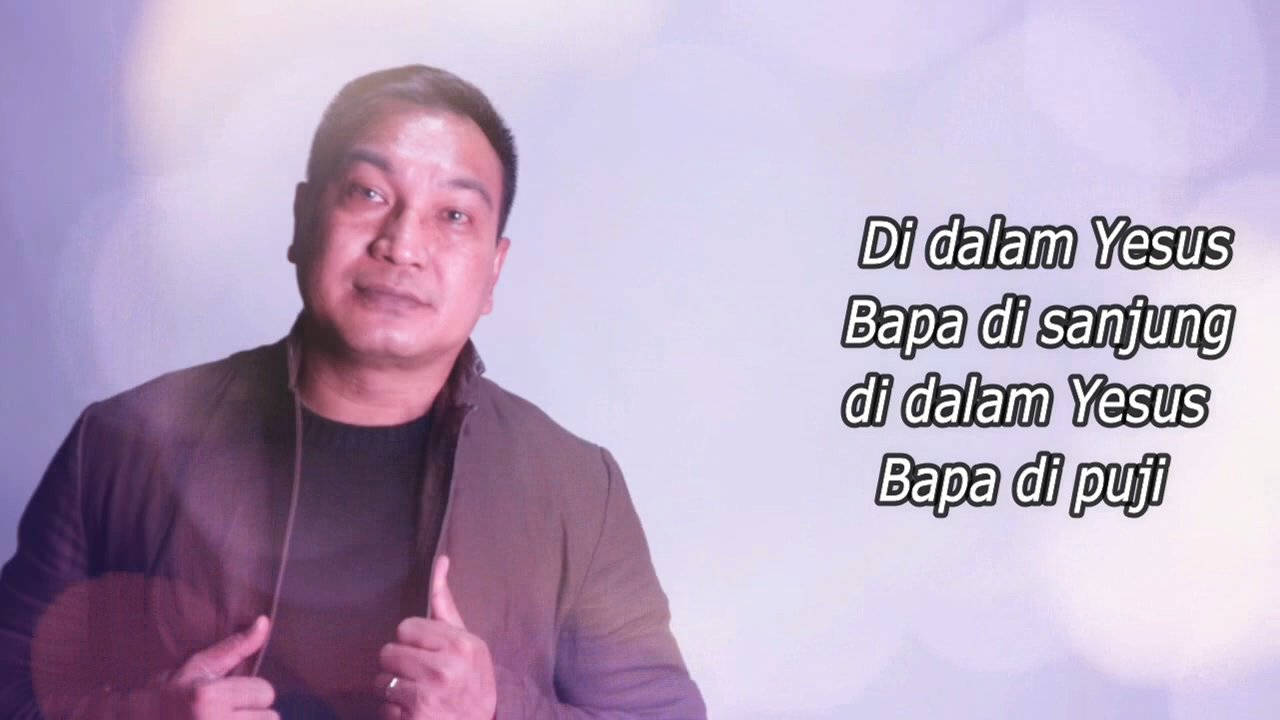 Di dalam Yesus
Bapa di sanjung
di dalam Yesus
Bapa di puji